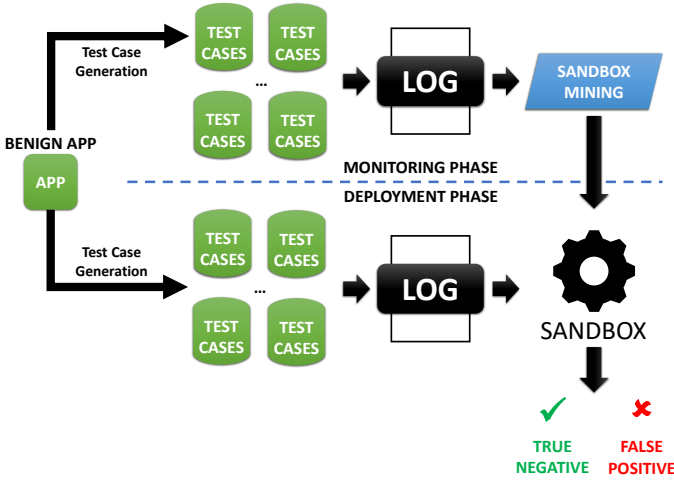 Test Case
Generation
TEST
CASES
TEST
CASES
...
TEST
CASES
TEST
CASES
LOG
SANDBOX
MINING
BENIGN APP
APP
MONITORING PHASE
DEPLOYMENT PHASE
Test Case
Generation
TEST
CASES
TEST
CASES
...
TEST
CASES
TEST
CASES
LOG
SANDBOX
TRUE
NEGATIVE
FALSE
POSITIVE